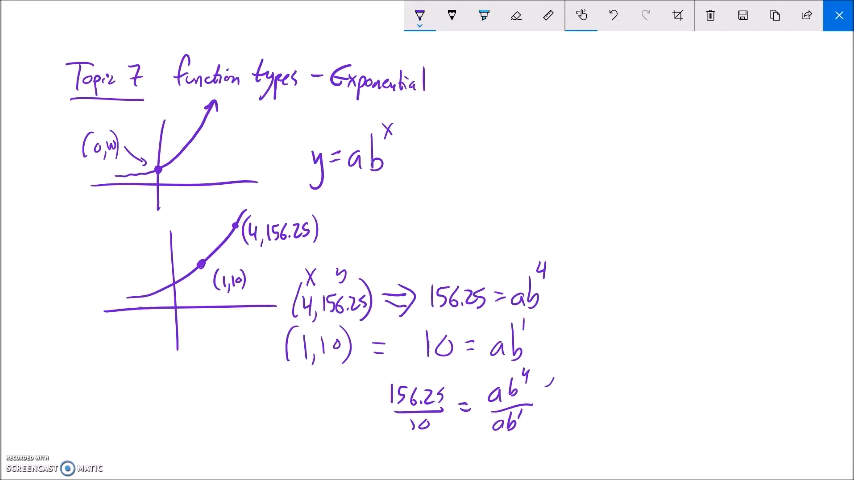 Topic 7 function types - Exponential
y = ab^x
(4,156.25)
(1,10)
x y
(4,156.25) ⇒ 156.25 = ab^4
(1,10) = 10 = ab^1
156.25/10 = ab^4/ab^1
RECORDED WITH
SCREENCAST MATIC